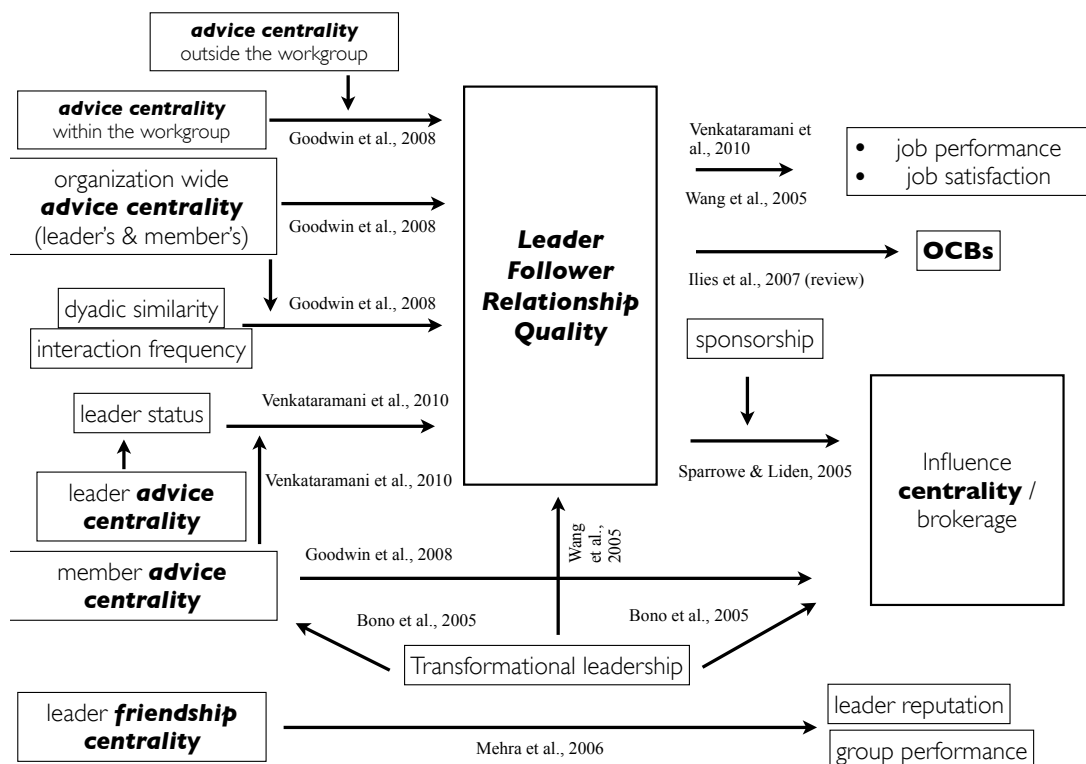 advice centrality
outside the workgroup
advice centrality
within the workgroup
Goodwin et al., 2008
organization wide
advice centrality
(leader's & member's)
Goodwin et al., 2008
dyadic similarity
interaction frequency
Goodwin et al., 2008
leader status
Venkataramani et al., 2010
Venkataramani et al., 2010
leader advice
centrality
member advice
centrality
Goodwin et al., 2008
Leader
Follower
Relationship
Quality
Venkataramani et
al., 2010
Wang et al., 2005
• job performance
• job satisfaction
OCBs
Ilies et al., 2007 (review)
sponsorship
Sparrowe & Liden, 2005
Influence
centrality /
brokerage
Wang
et al.,
2005
Bono et al., 2005
Bono et al., 2005
Transformational leadership
leader friendship
centrality
Mehra et al., 2006
leader reputation
group performance